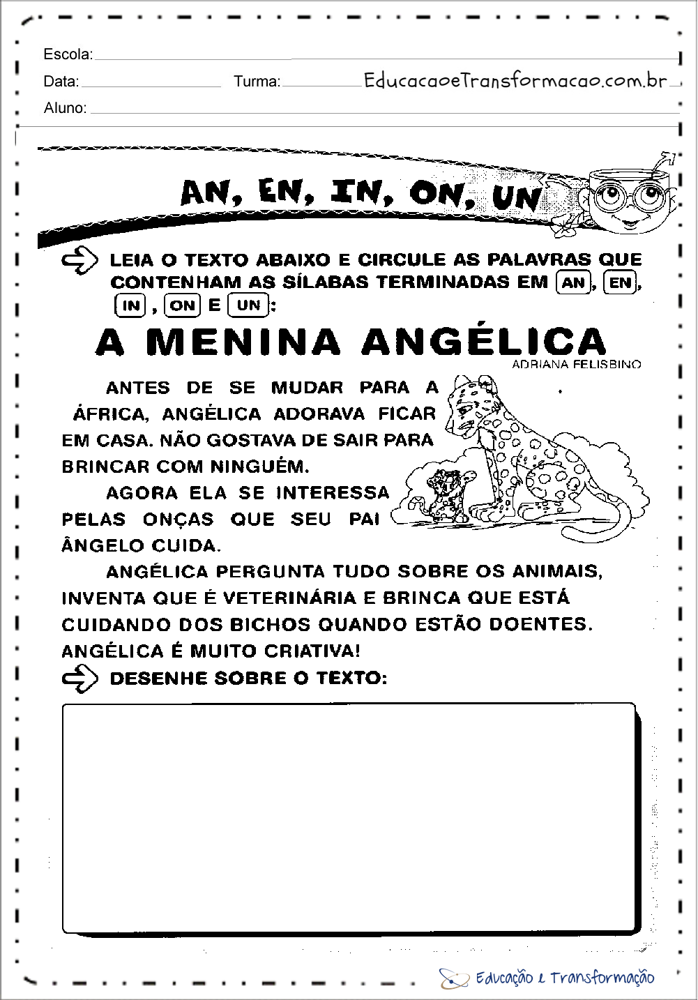 Escola:
Data: Turma: EducacaoeTransformacao.com.br
Aluno:
AN, EN, IN, ON, UN
LEIA O TEXTO ABAIXO E CIRCULE AS PALAVRAS QUE
CONTENHAM AS SÍLABAS TERMINADAS EM AN, EN,
IN, ON E UN:
A MENINA ANGÉLICA
ADRIANA FELISBINO
ANTES DE SE MUDAR PARA A
ÁFRICA, ANGÉLICA ADORAVA FICAR
EM CASA. NÃO GOSTAVA DE SAIR PARA
BRINCAR COM NINGUÉM.
AGORA ELA SE INTERESSA
PELAS ONÇAS QUE SEU PAI
ÂNGELO CUIDA.
ANGÉLICA PERGUNTA TUDO SOBRE OS ANIMAIS,
INVENTA QUE É VETERINÁRIA E BRINCA QUE ESTÁ
CUIDANDO DOS BICHOS QUANDO ESTÃO DOENTES.
ANGÉLICA É MUITO CRIATIVA!
DESENHE SOBRE O TEXTO:
Educação e Transformação